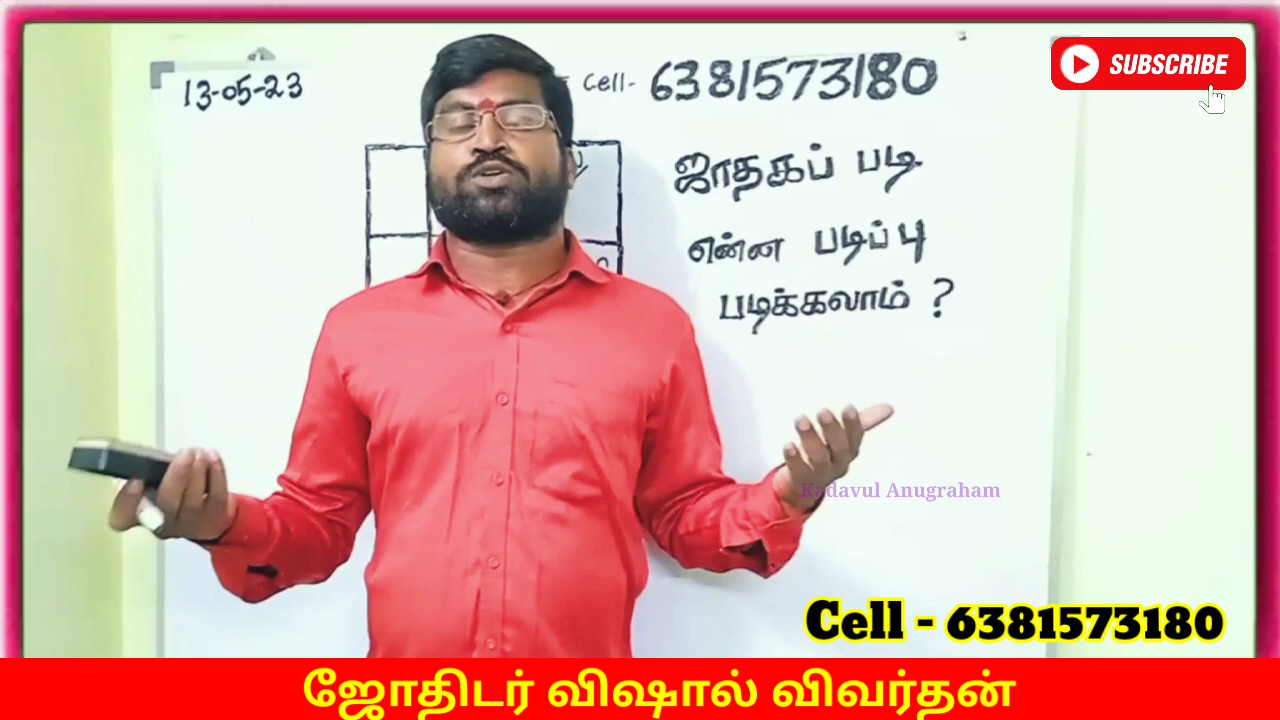 13-05-23
Cell- 6381573180
SUBSCRIBE
ஜாதகப் படி
என்ன படிப்பு
படிக்கலாம் ?
Kadavul Anugraham
Cell - 6381573180
ஜோதிடர் விஷால் விவர்தன்